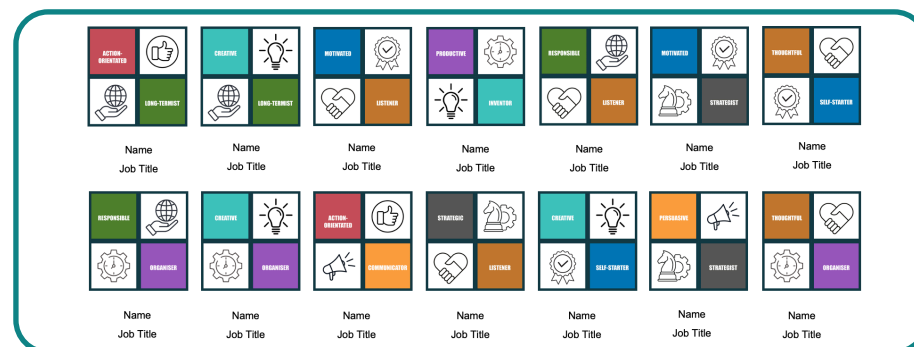 ACTION-
ORIENTATED
LONG-TERMIST
CREATIVE
LONG-TERMIST
MOTIVATED
LISTENER
PRODUCTIVE
INVENTOR
RESPONSIBLE
LISTENER
MOTIVATED
STRATEGIST
THOUGHTFUL
SELF-STARTER
Name
Job Title
Name
Job Title
Name
Job Title
Name
Job Title
Name
Job Title
Name
Job Title
Name
Job Title
RESPONSIBLE
ORGANISER
CREATIVE
ORGANISER
ACTION-
ORIENTATED
COMMUNICATOR
STRATEGIC
LISTENER
CREATIVE
SELF-STARTER
PERSUASIVE
STRATEGIST
THOUGHTFUL
ORGANISER
Name
Job Title
Name
Job Title
Name
Job Title
Name
Job Title
Name
Job Title
Name
Job Title
Name
Job Title